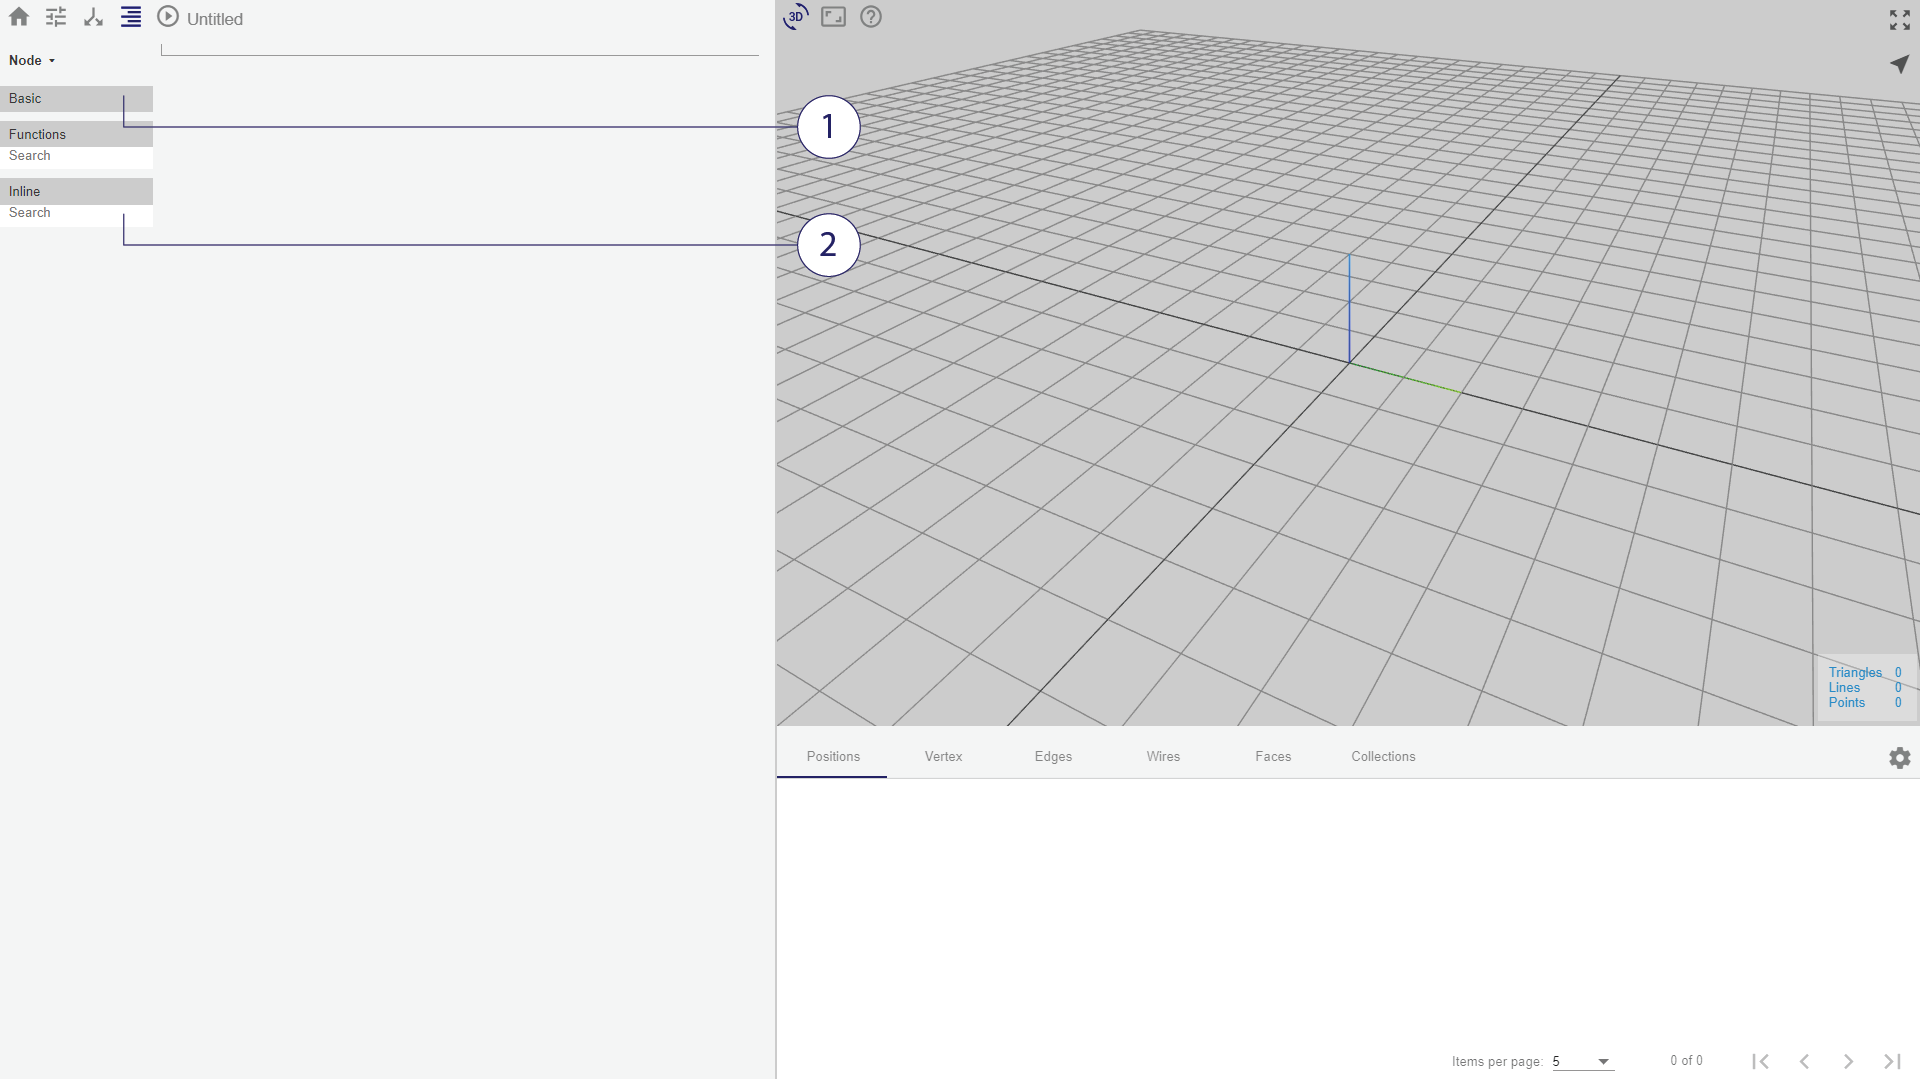 Untitled
Node
Basic
Functions
Search
Inline
Search
1
2
3D
?
Triangles 0
Lines 0
Points 0
Positions Vertex Edges Wires Faces Collections
Items per page: 5 0 of 0